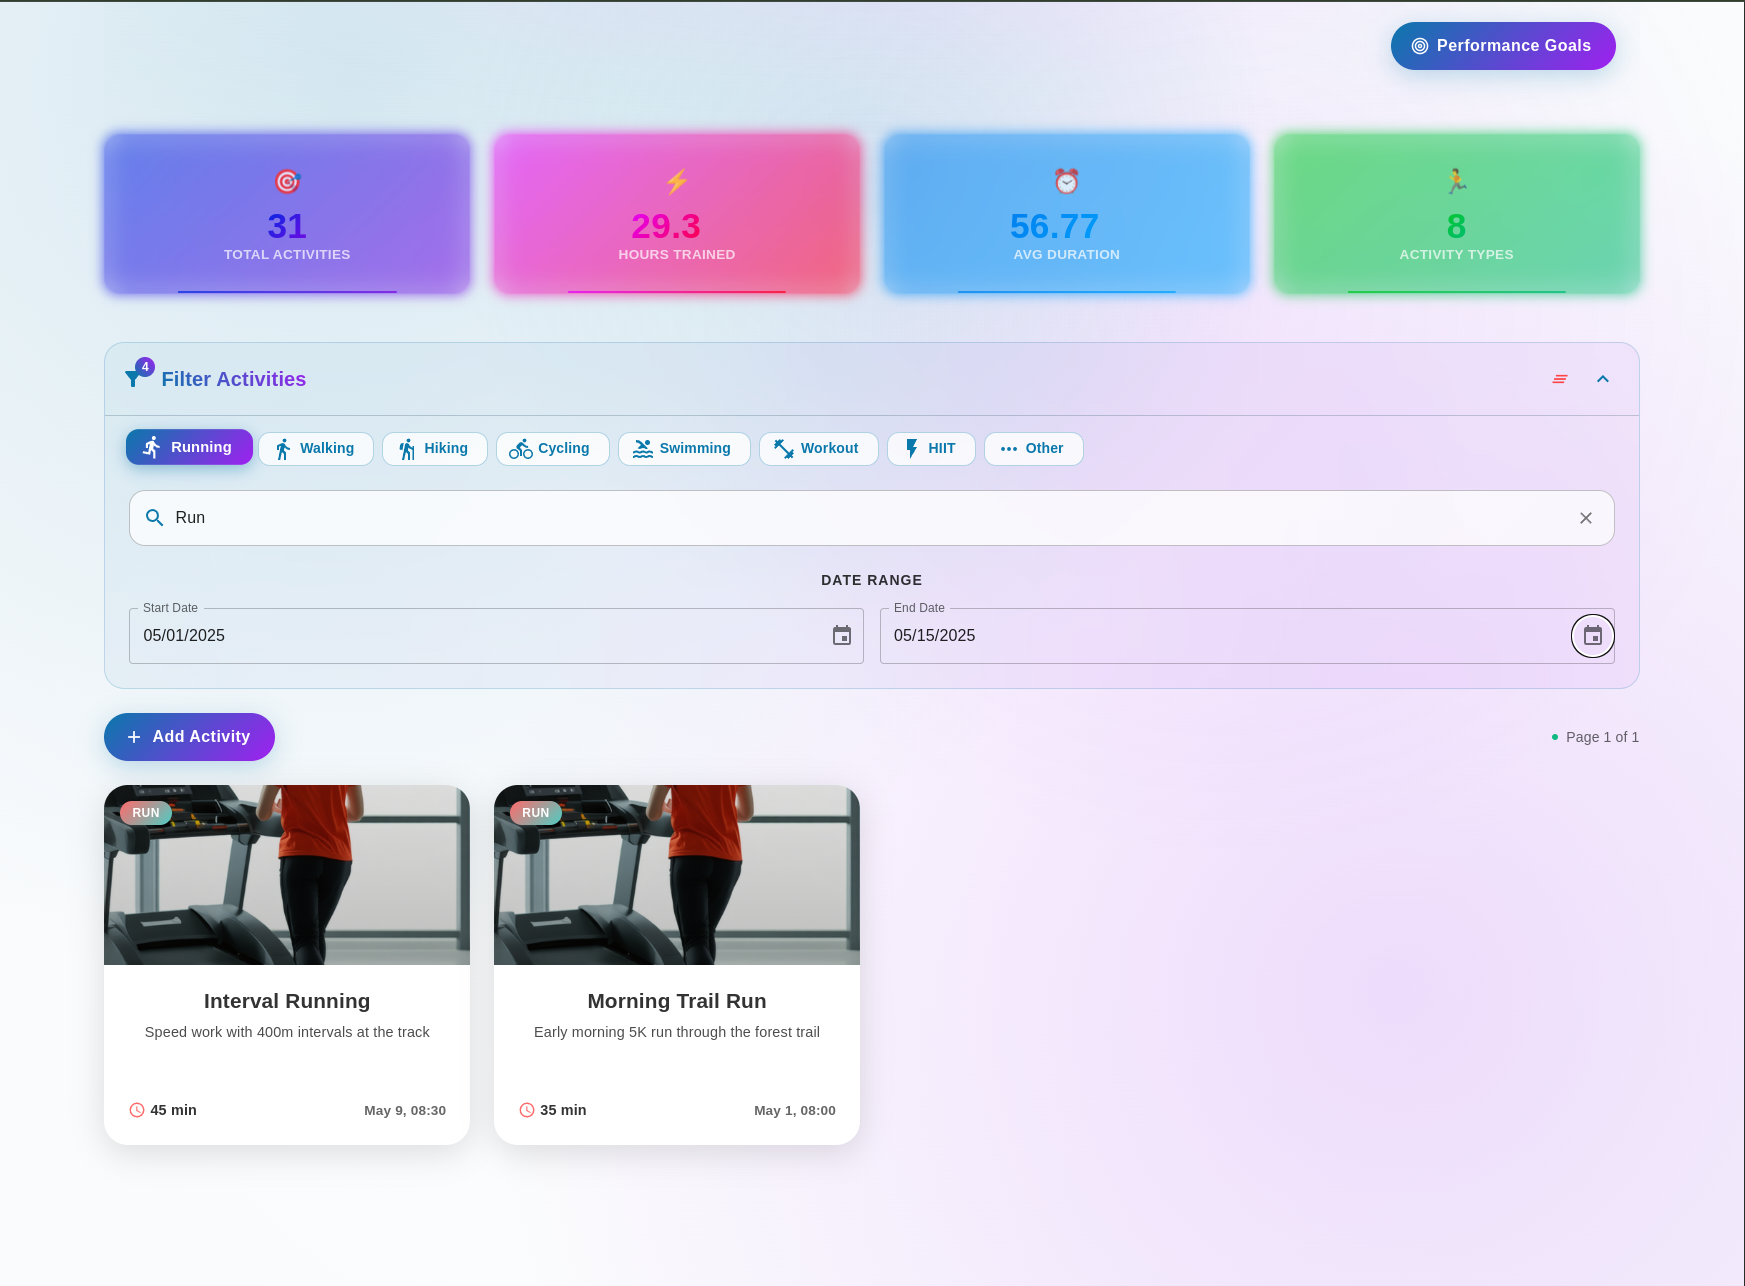 Performance Goals
31
TOTAL ACTIVITIES
29.3
HOURS TRAINED
56.77
AVG DURATION
8
ACTIVITY TYPES
4
Filter Activities
Running
Walking
Hiking
Cycling
Swimming
Workout
HIIT
Other
Run
DATE RANGE
Start Date
05/01/2025
End Date
05/15/2025
Add Activity
Page 1 of 1
RUN
Interval Running
Speed work with 400m intervals at the track
45 min
May 9, 08:30
RUN
Morning Trail Run
Early morning 5K run through the forest trail
35 min
May 1, 08:00